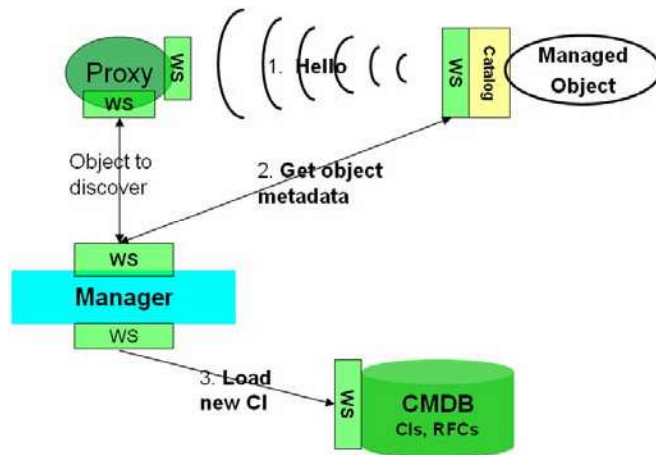 Proxy
WS
WS
1. Hello
WS
Catalog
Managed
Object
Object to
discover
2. Get object
metadata
WS
Manager
WS
3. Load
new CI
WS
CMDB
CIs, RFCs